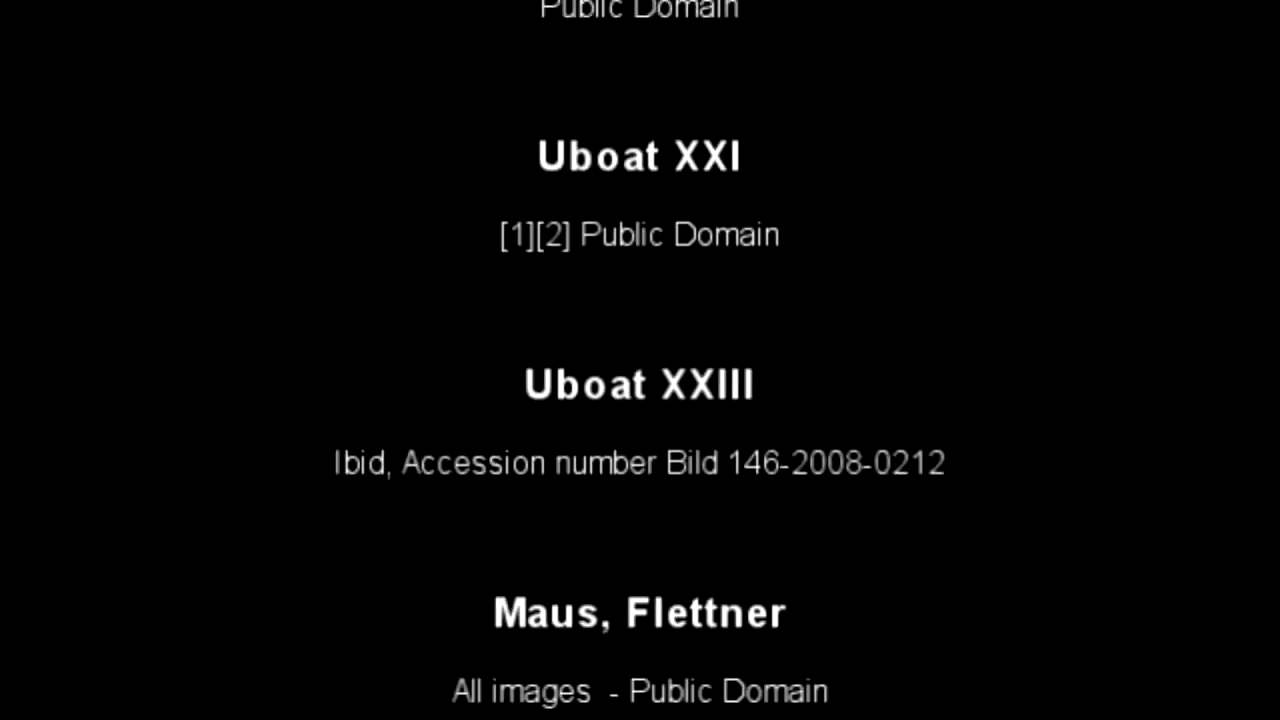 Public Domain
Uboat XXI
[1][2] Public Domain
Uboat XXIII
Ibid, Accession number Bild 146-2008-0212
Maus, Flettner
All images - Public Domain